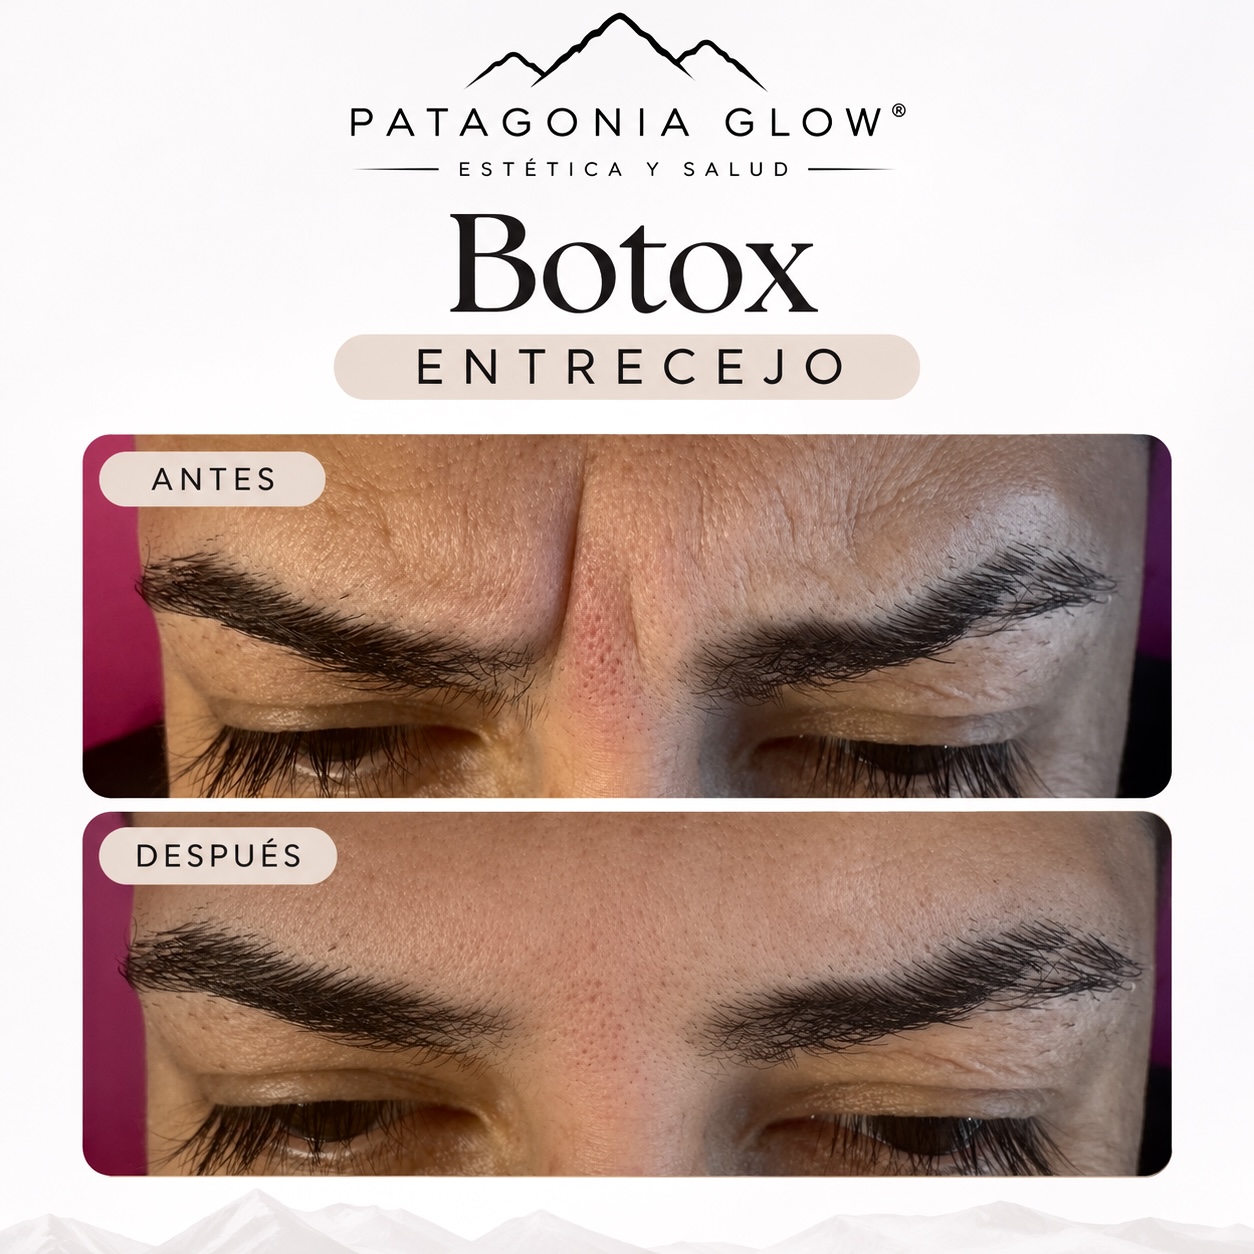 PATAGONIA GLOW®
ESTÉTICA Y SALUD
Botox
ENTRECEJO
ANTES
DESPUÉS